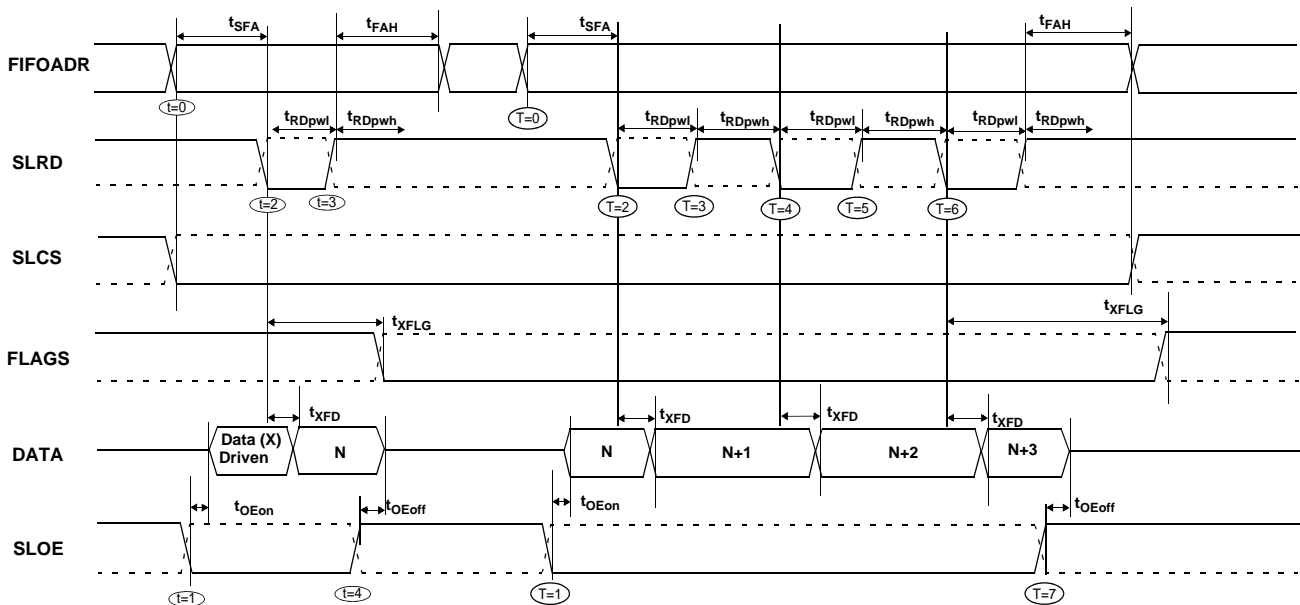 tSFA tFAH tSFA tFAH
FIFOADR
t=0 T=0
tRDpwl tRDpwh tRDpwl tRDpwh tRDpwl tRDpwh tRDpwl tRDpwh
SLRD
t=2 t=3 T=2 T=3 T=4 T=5 T=6
SLCS
tXFLG tXFLG
FLAGS
tXFD tXFD tXFD tXFD
DATA
Data (X)
Driven
N N N+1 N+2 N+3
tOEon tOEoff tOEon tOEoff
SLOE
t=1 t=4 T=1 T=7